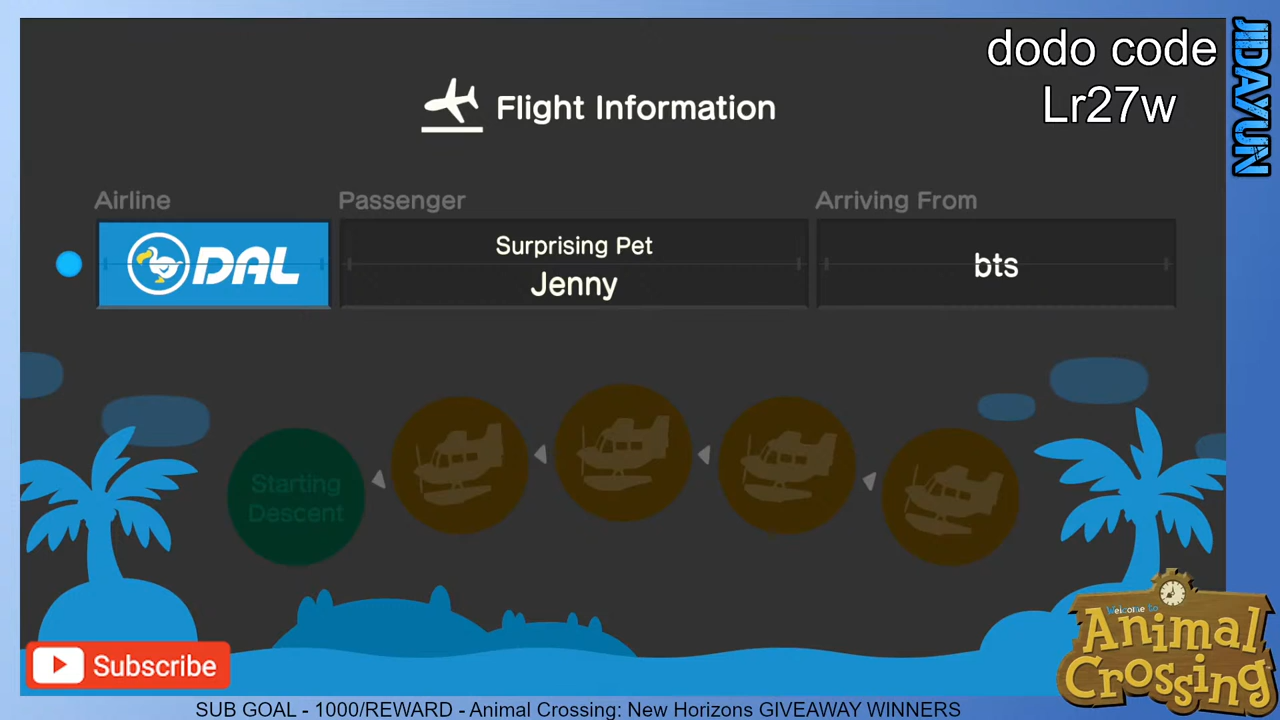 dodo code
Lr27w
JIDAVUN
Flight Information
Airline
Passenger
Arriving From
DAL
Surprising Pet
Jenny
bts
Starting
Descent
Subscribe
Welcome to
Animal
Crossing
SUB GOAL - 1000/REWARD - Animal Crossing: New Horizons GIVEAWAY WINNERS